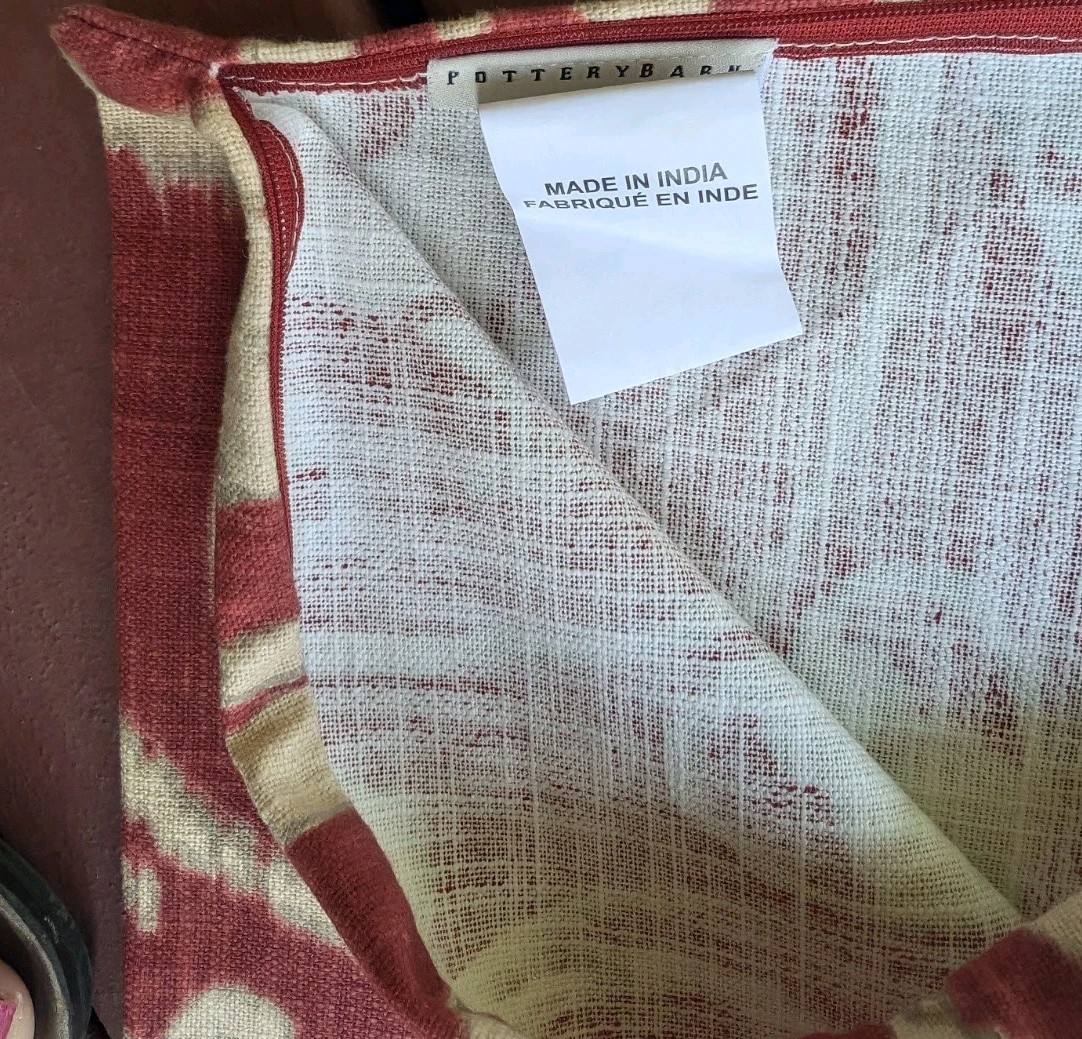 POTTERYBARN
MADE IN INDIA
FABRIQUÉ EN INDE